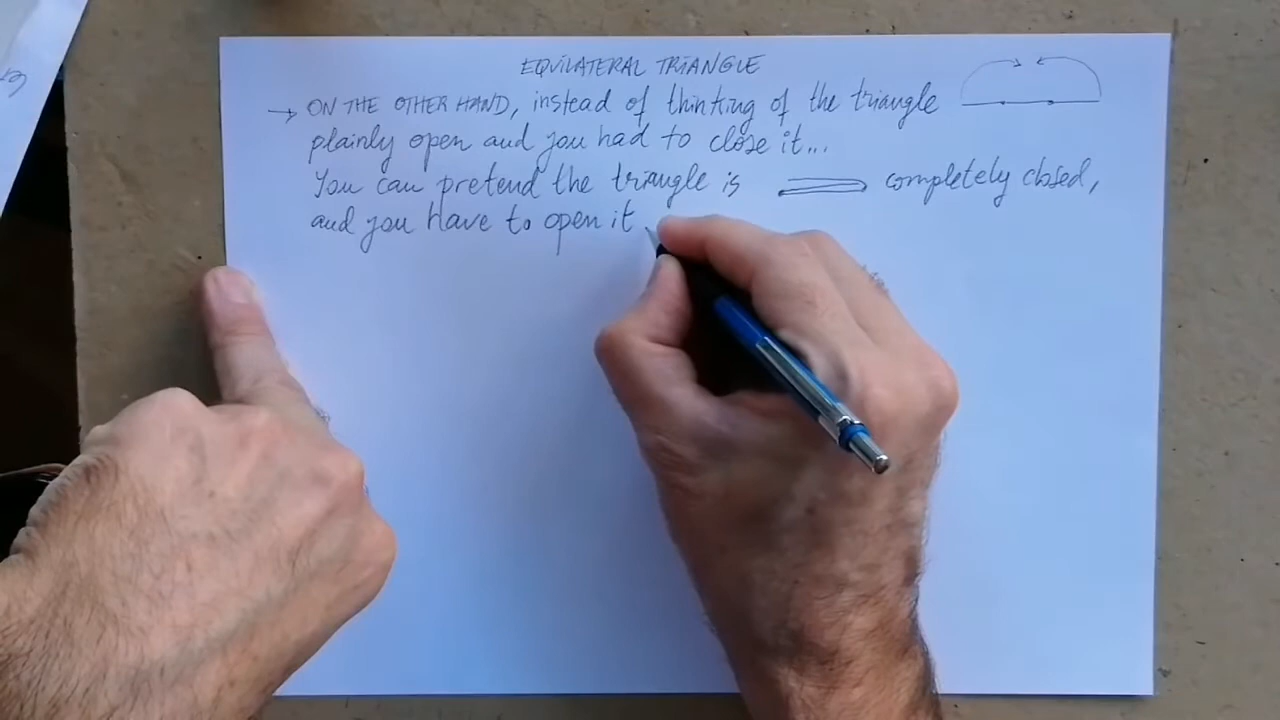 EQUILATERAL TRIANGLE
→ ON THE OTHER HAND, instead of thinking of the triangle
plainly open and you had to close it...
You can pretend the triangle is completely closed,
and you have to open it